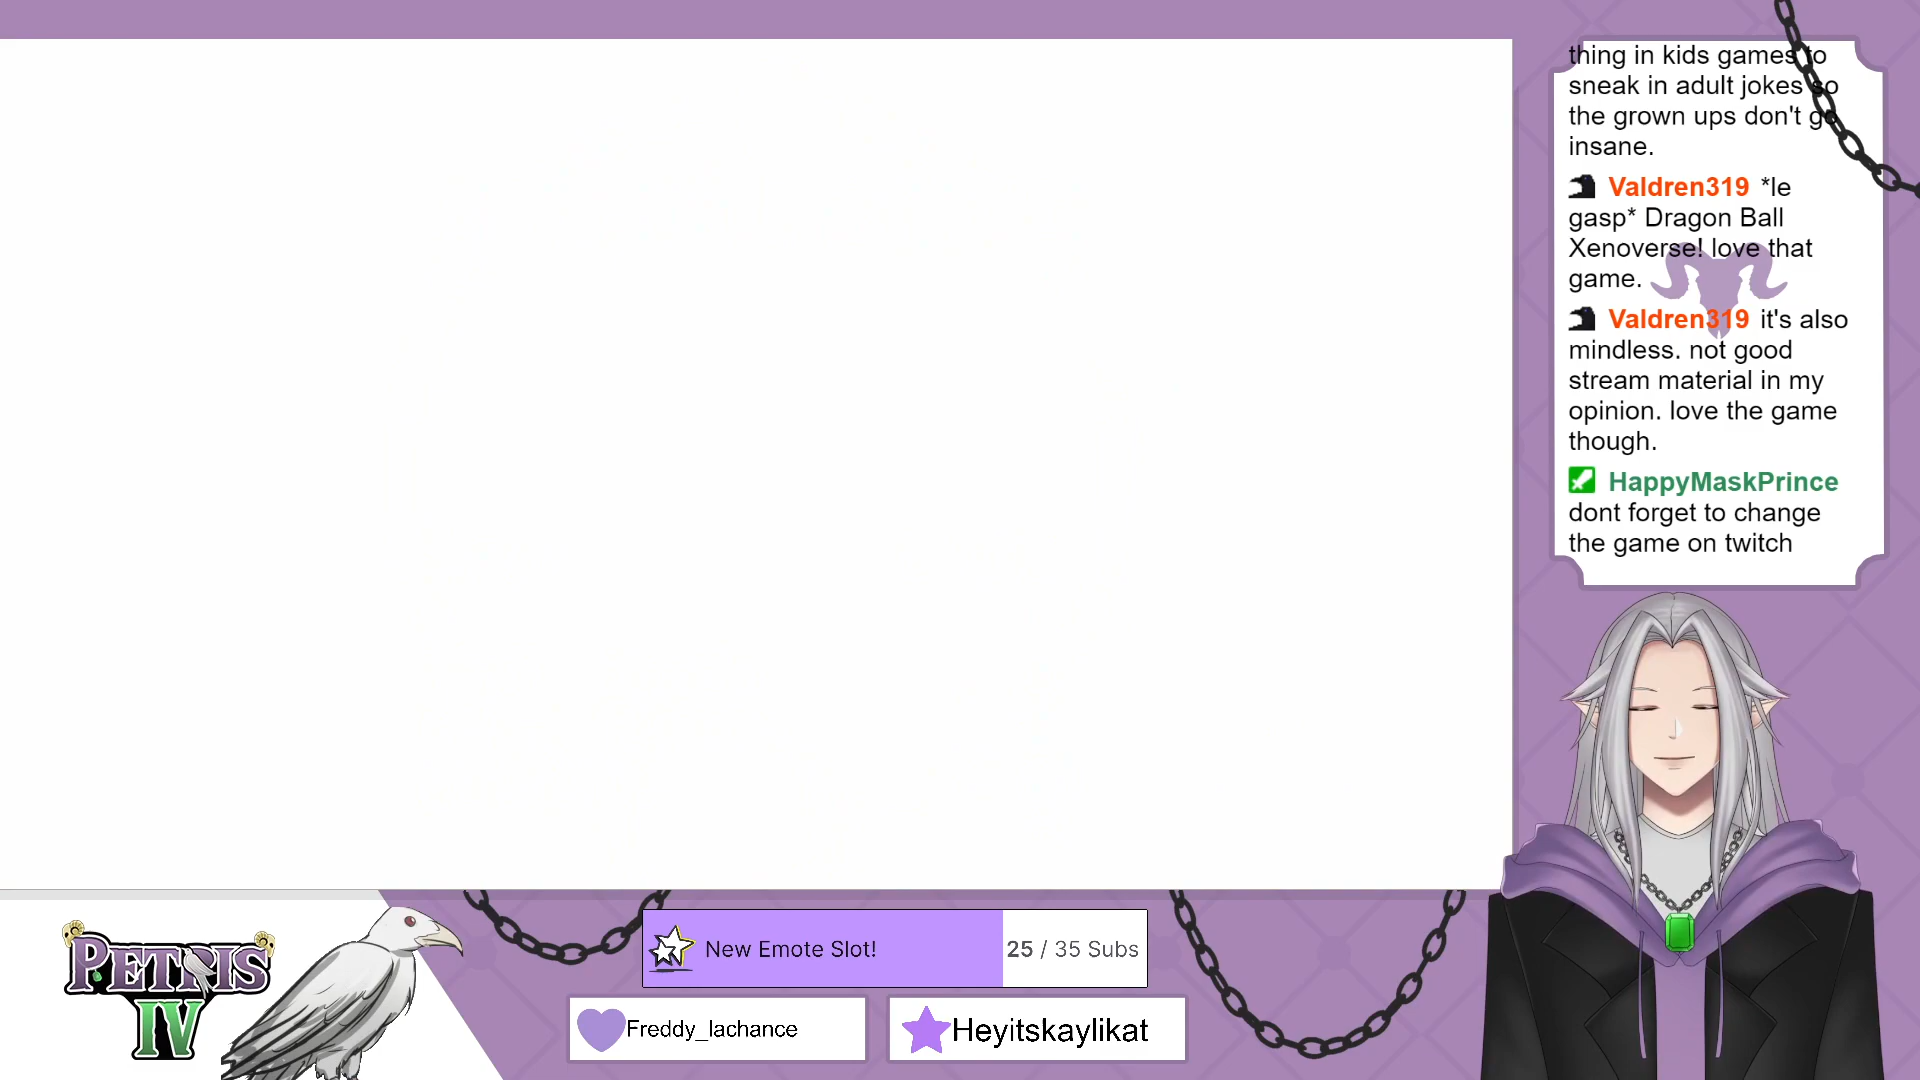 thing in kids games to
sneak in adult jokes so
the grown ups don't go
insane.
Valdren319 *le
gasp* Dragon Ball
Xenoverse! love that
game.
Valdren319 it's also
mindless. not good
stream material in my
opinion. love the game
though.
HappyMaskPrince
dont forget to change
the game on twitch
PETRIS
IV
New Emote Slot!
25 / 35 Subs
Freddy_lachance
Heyitskaylikat